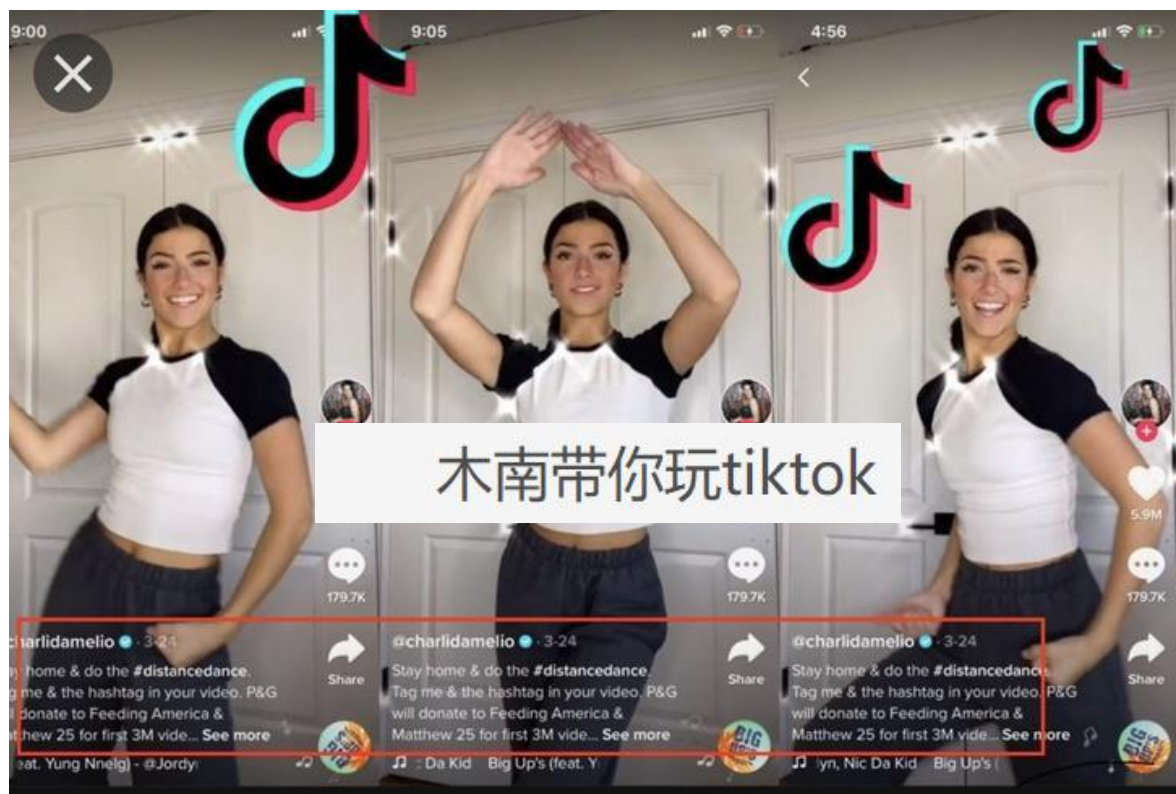 9:00
9:05
4:56
木南带你玩tiktok
5.9M
179.7K
179.7K
179.7K
charlidamelio · 3-24
home & do the #distancedance.
me & the hashtag in your video. P&G
donate to Feeding America &
25 for first 3M vide... See more
Share
eat. Yung Nnelg) - @Jordy
@charlidamelio · 3-24
Stay home & do the #distancedance.
Tag me & the hashtag in your video. P&G
will donate to Feeding America &
Matthew 25 for first 3M vide... See more
Share
: Da Kid Big Up's (feat. Y
@charlidamelio · 3-24
Stay home & do the #distancedance.
Tag me & the hashtag in your video. P&G
will donate to Feeding America &
Matthew 25 for first 3M vide... See more
Share
yn, Nic Da Kid Big Up's (